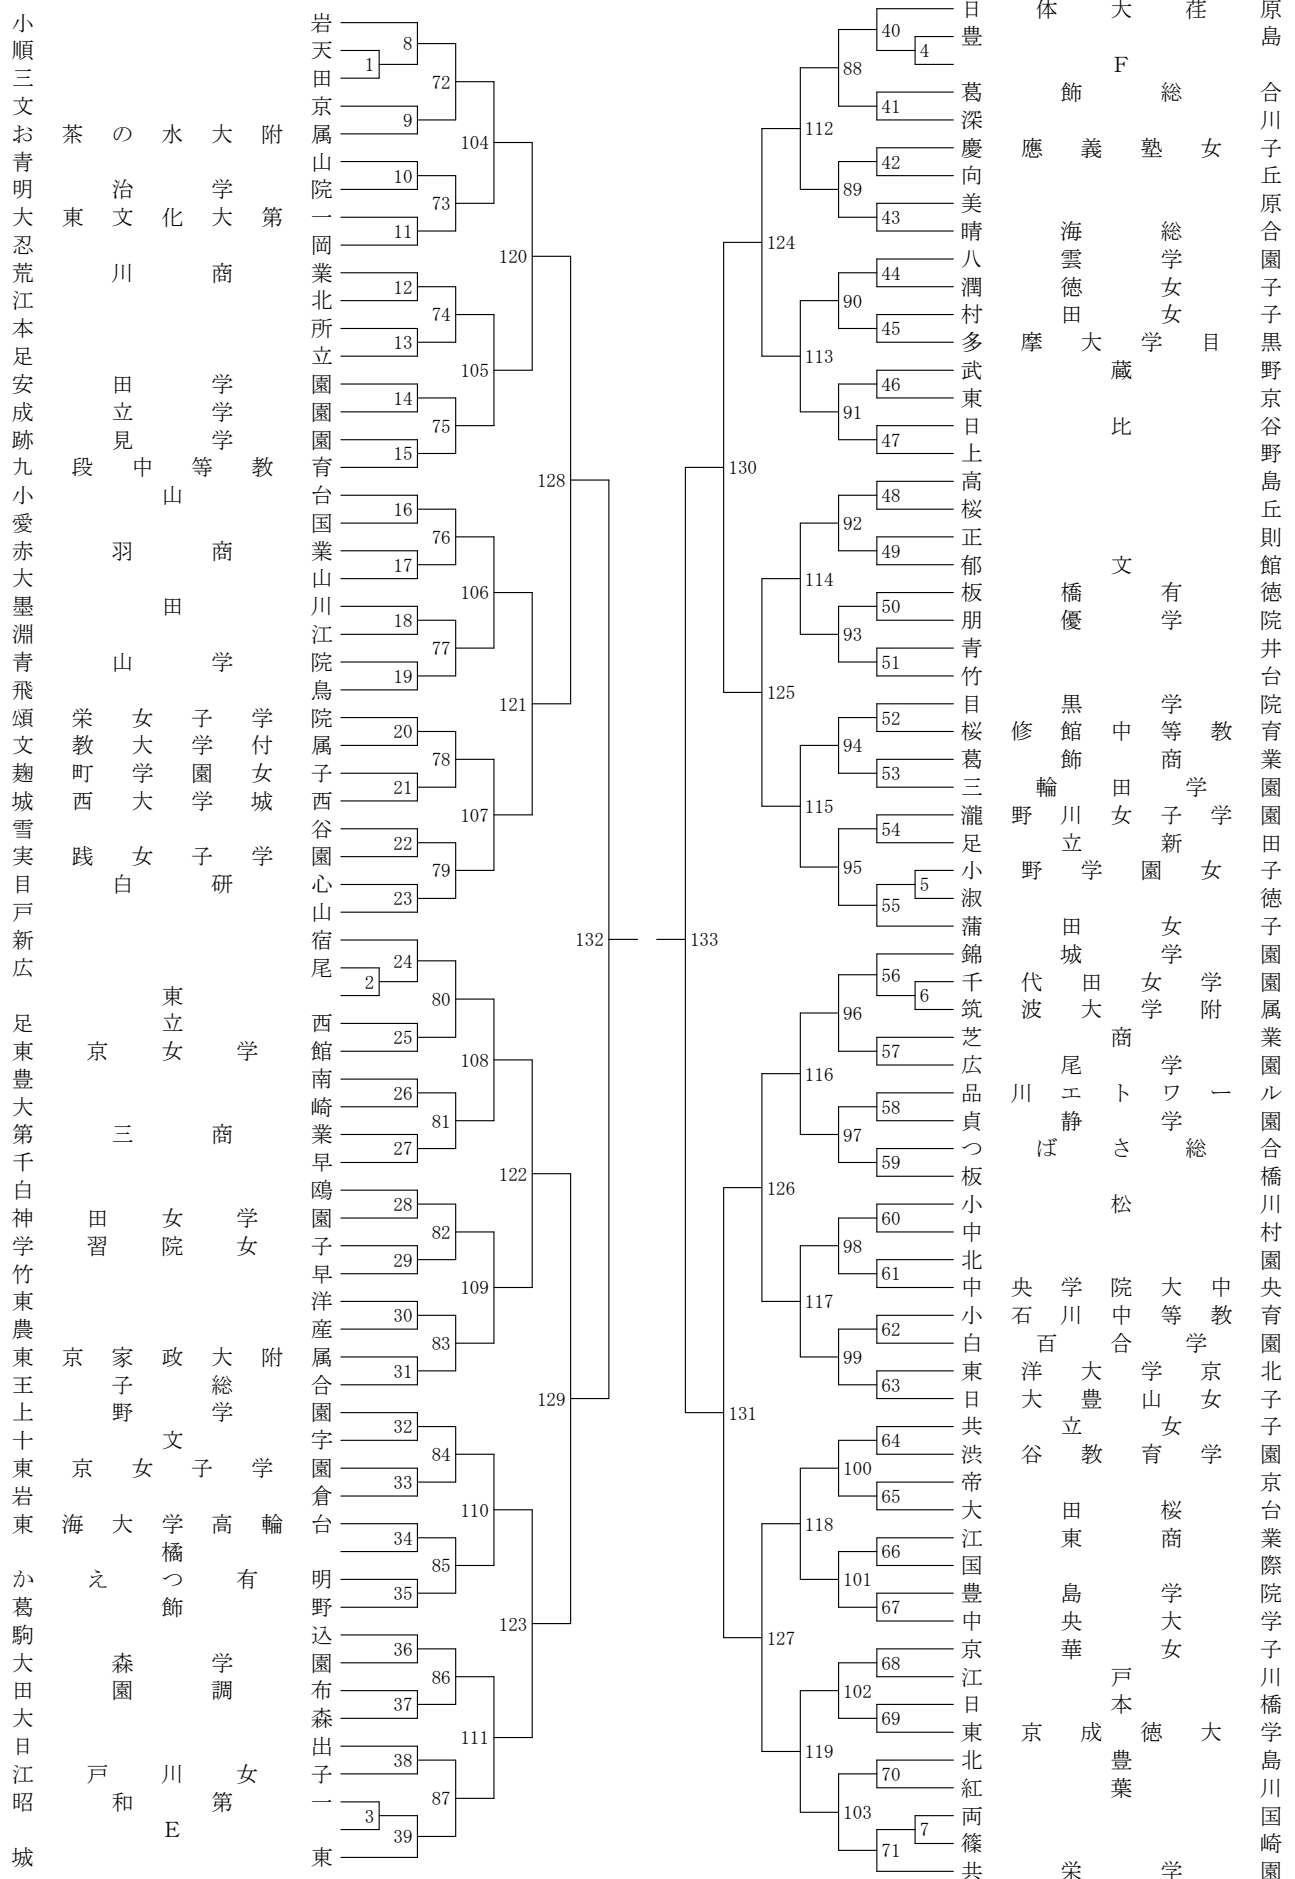 小岩
順天
三田
文京
お茶の水大附属
青山
明治学院
大東文化大第一
忍岡
荒川商業
江北
本所
足立
安田学園
成立学園
跡見学園
九段中等教育
小山台
愛国
赤羽商業
大山
墨田川
淵江
青山学院
飛鳥
頌栄女子学院
文教大学付属
麹町学園女子
城西大学城西
雪谷
実践女子学園
目白研心
戸山
新宿
広尾
東
足立西
東京女学館
豊南
大崎
第三商業
千早
白鴎
神田女学園
学習院女子
竹早
東洋
農産
東京家政大附属
王子総合
上野学園
十文字
東京女子学園
岩倉
東海大学高輪台
橘
かえつ有明
葛飾野
駒込
大森学園
田園調布
大森
日出
江戸川女子
昭和第一
E
城東
1
2
3
8
9
10
11
12
13
14
15
16
17
18
19
20
21
22
23
24
25
26
27
28
29
30
31
32
33
34
35
36
37
38
39
72
73
74
75
76
77
78
79
80
81
82
83
84
85
86
87
104
105
106
107
108
109
110
111
120
121
122
123
128
129
132
133
130
131
124
125
126
127
112
113
114
115
116
117
118
119
88
89
90
91
92
93
94
95
96
97
98
99
100
101
102
103
40
41
42
43
44
45
46
47
48
49
50
51
52
53
54
55
56
57
58
59
60
61
62
63
64
65
66
67
68
69
70
71
4
5
6
7
日体大荏原
豊島
F
葛飾総合
深川
慶應義塾女子
向丘
美原
晴海総合
八雲学園
潤徳女子
村田女子
多摩大学目黒
武蔵野
東京
日比谷
上野
高島
桜丘
正則
郁文館
板橋有徳
朋優学院
青井
竹台
目黒学院
桜修館中等教育
葛飾商業
三輪田学園
瀧野川女子学園
足立新田
小野学園女子
淑徳
蒲田女子
錦城学園
千代田女学園
筑波大学附属
芝商業
広尾学園
品川エトワール
貞静学園
つばさ総合
板橋
小松川
中村
北園
中央学院大中央
小石川中等教育
白百合学園
東洋大学京北
日大豊山女子
共立女子
渋谷教育学園
帝京
大田桜台
江東商業
国際
豊島学院
中央大学
京華女子
江戸川
日本橋
東京成徳大学
北豊島
紅葉川
両国
篠崎
共栄学園